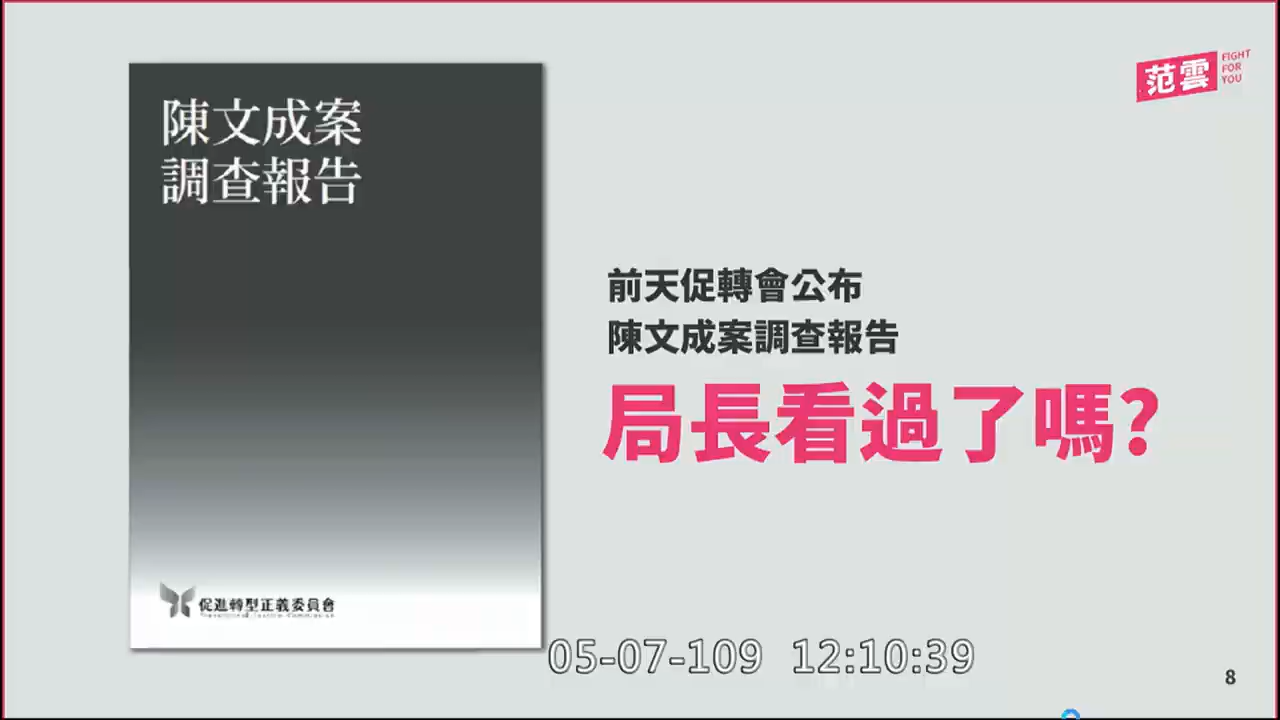 陳文成案
調查報告
促進轉型正義委員會
范雲
FIGHT
FOR
YOU
前天促轉會公布
陳文成案調查報告
局長看過了嗎?
05-07-109 12:10:39
8